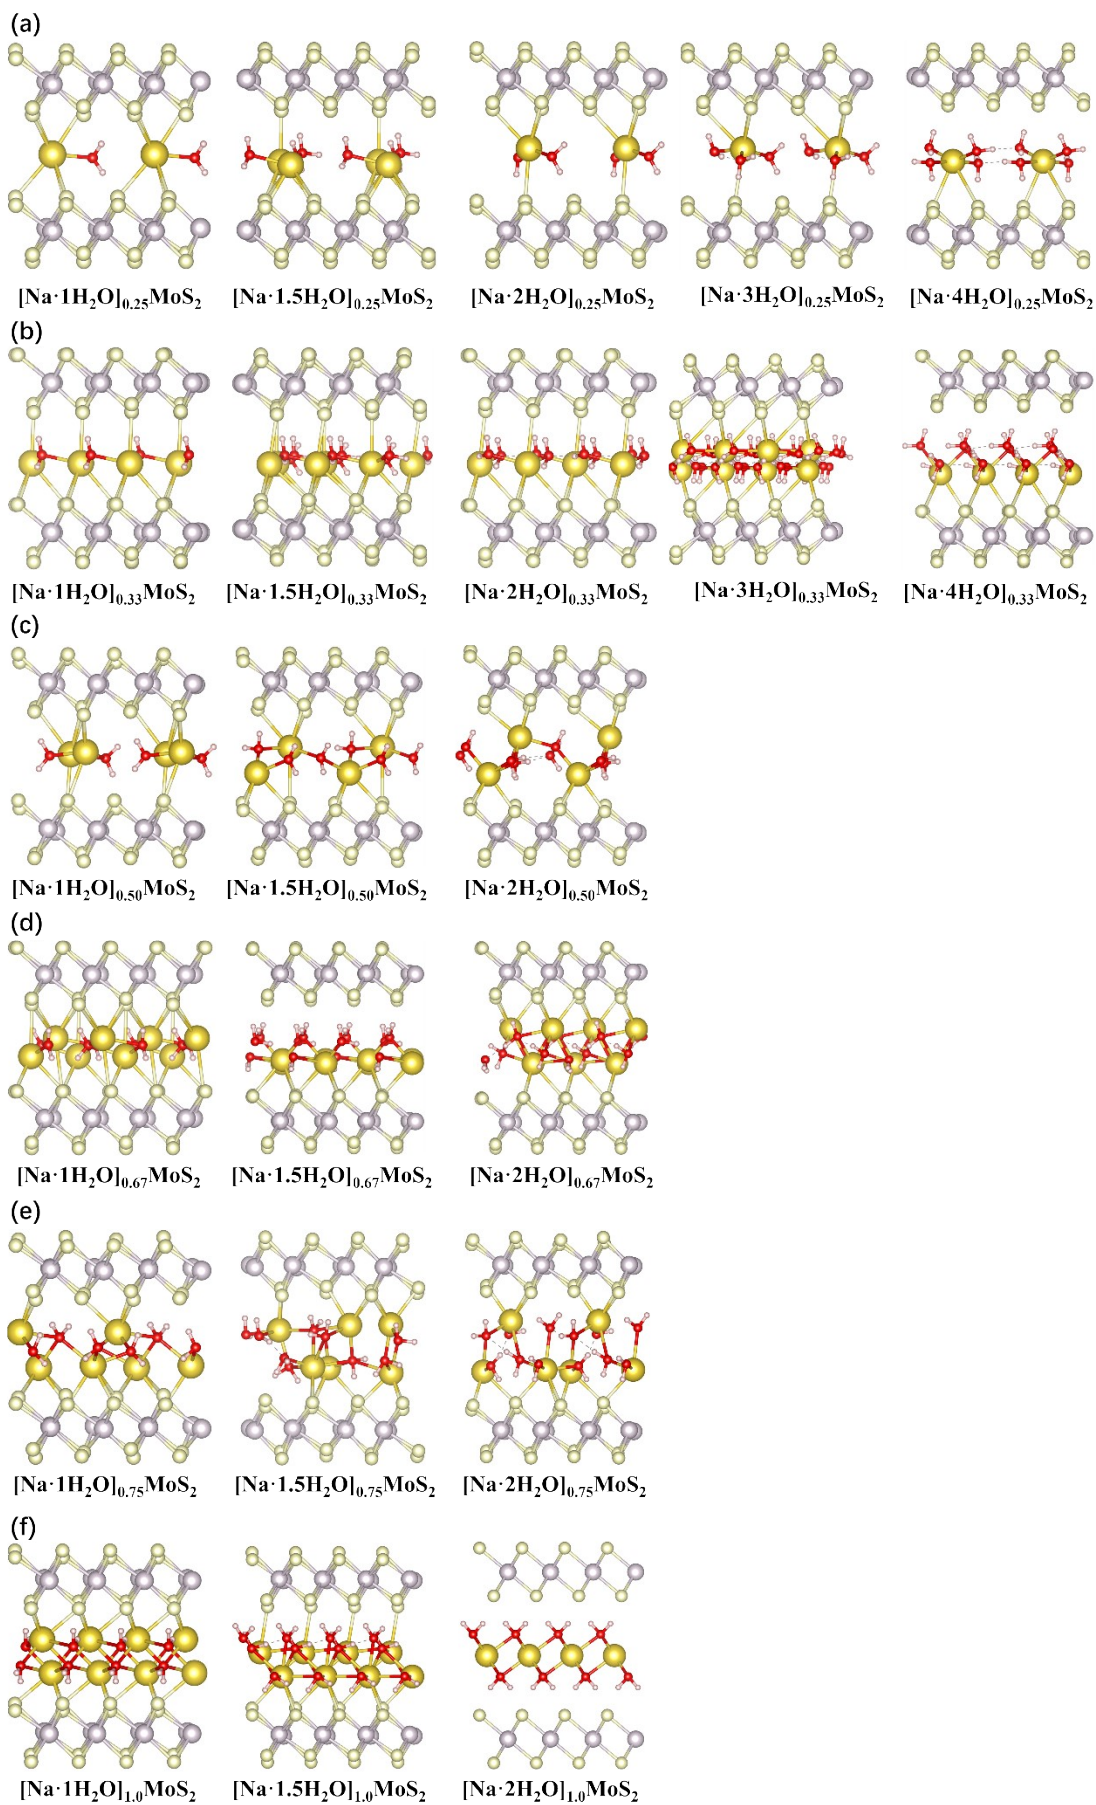 (a)
[Na·1H₂O]₀.₂₅MoS₂ [Na·1.5H₂O]₀.₂₅MoS₂ [Na·2H₂O]₀.₂₅MoS₂ [Na·3H₂O]₀.₂₅MoS₂ [Na·4H₂O]₀.₂₅MoS₂
(b)
[Na·1H₂O]₀.₃₃MoS₂ [Na·1.5H₂O]₀.₃₃MoS₂ [Na·2H₂O]₀.₃₃MoS₂ [Na·3H₂O]₀.₃₃MoS₂ [Na·4H₂O]₀.₃₃MoS₂
(c)
[Na·1H₂O]₀.₅₀MoS₂ [Na·1.5H₂O]₀.₅₀MoS₂ [Na·2H₂O]₀.₅₀MoS₂
(d)
[Na·1H₂O]₀.₆₇MoS₂ [Na·1.5H₂O]₀.₆₇MoS₂ [Na·2H₂O]₀.₆₇MoS₂
(e)
[Na·1H₂O]₀.₇₅MoS₂ [Na·1.5H₂O]₀.₇₅MoS₂ [Na·2H₂O]₀.₇₅MoS₂
(f)
[Na·1H₂O]₁.₀MoS₂ [Na·1.5H₂O]₁.₀MoS₂ [Na·2H₂O]₁.₀MoS₂